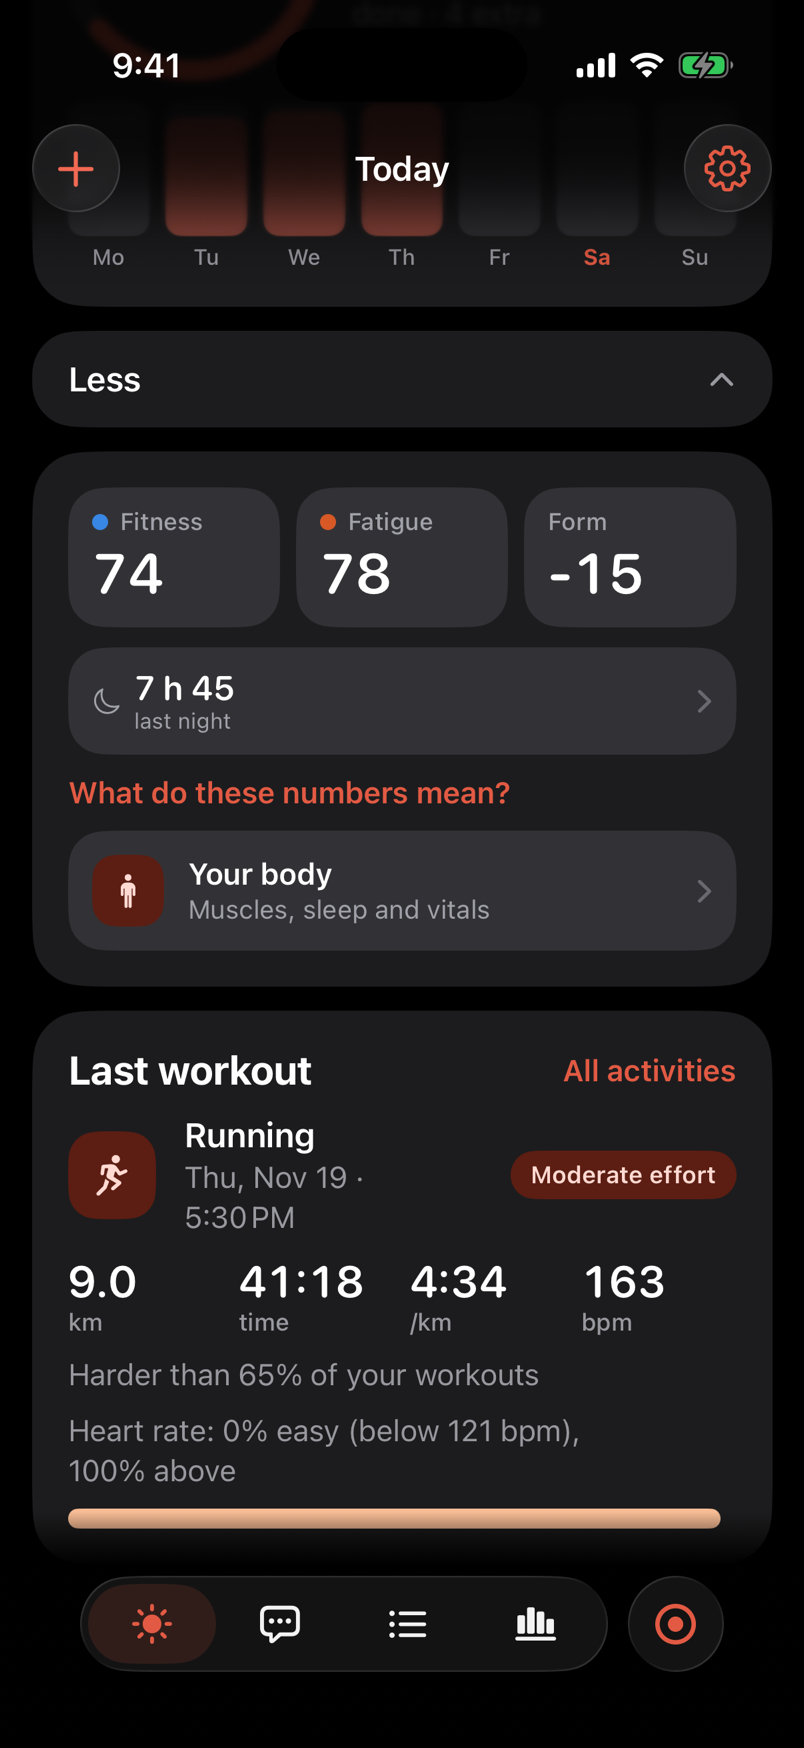 done · 4 extra
9:41
Today
Mo Tu We Th Fr Sa Su
Less
Fitness Fatigue Form
74 78 -15
7 h 45
last night
What do these numbers mean?
Your body
Muscles, sleep and vitals
Last workout All activities
Running
Thu, Nov 19 ·
5:30 PM
Moderate effort
9.0 41:18 4:34 163
km time /km bpm
Harder than 65% of your workouts
Heart rate: 0% easy (below 121 bpm),
100% above